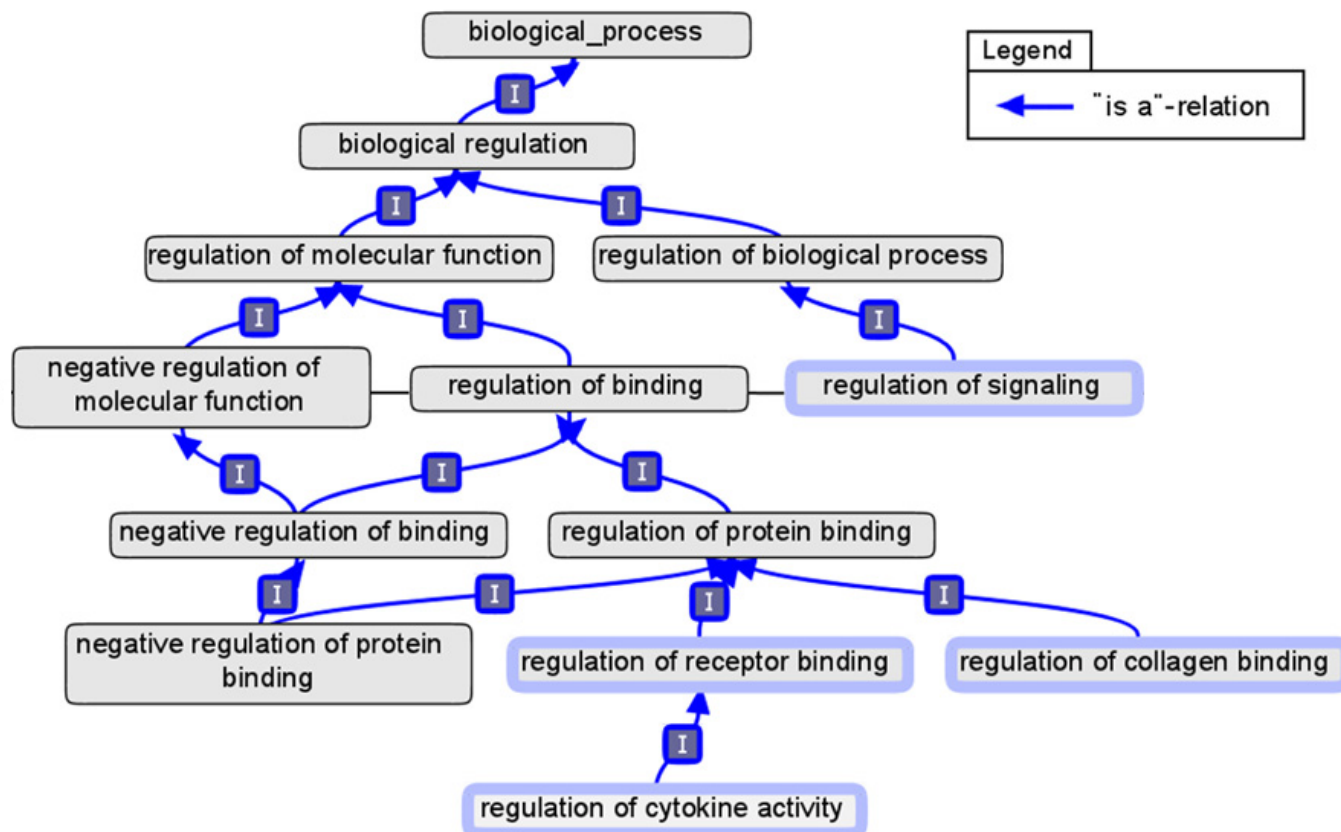 biological_process
Legend
I
"is a"-relation
biological regulation
I
I
regulation of molecular function
regulation of biological process
I
I
I
negative regulation of
molecular function
regulation of binding
regulation of signaling
I
I
I
negative regulation of binding
regulation of protein binding
I
I
I
I
negative regulation of protein
binding
regulation of receptor binding
regulation of collagen binding
I
regulation of cytokine activity